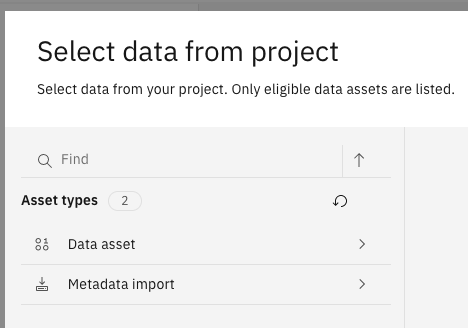 Select data from project
Select data from your project. Only eligible data assets are listed.
Find
Asset types 2
Data asset
Metadata import